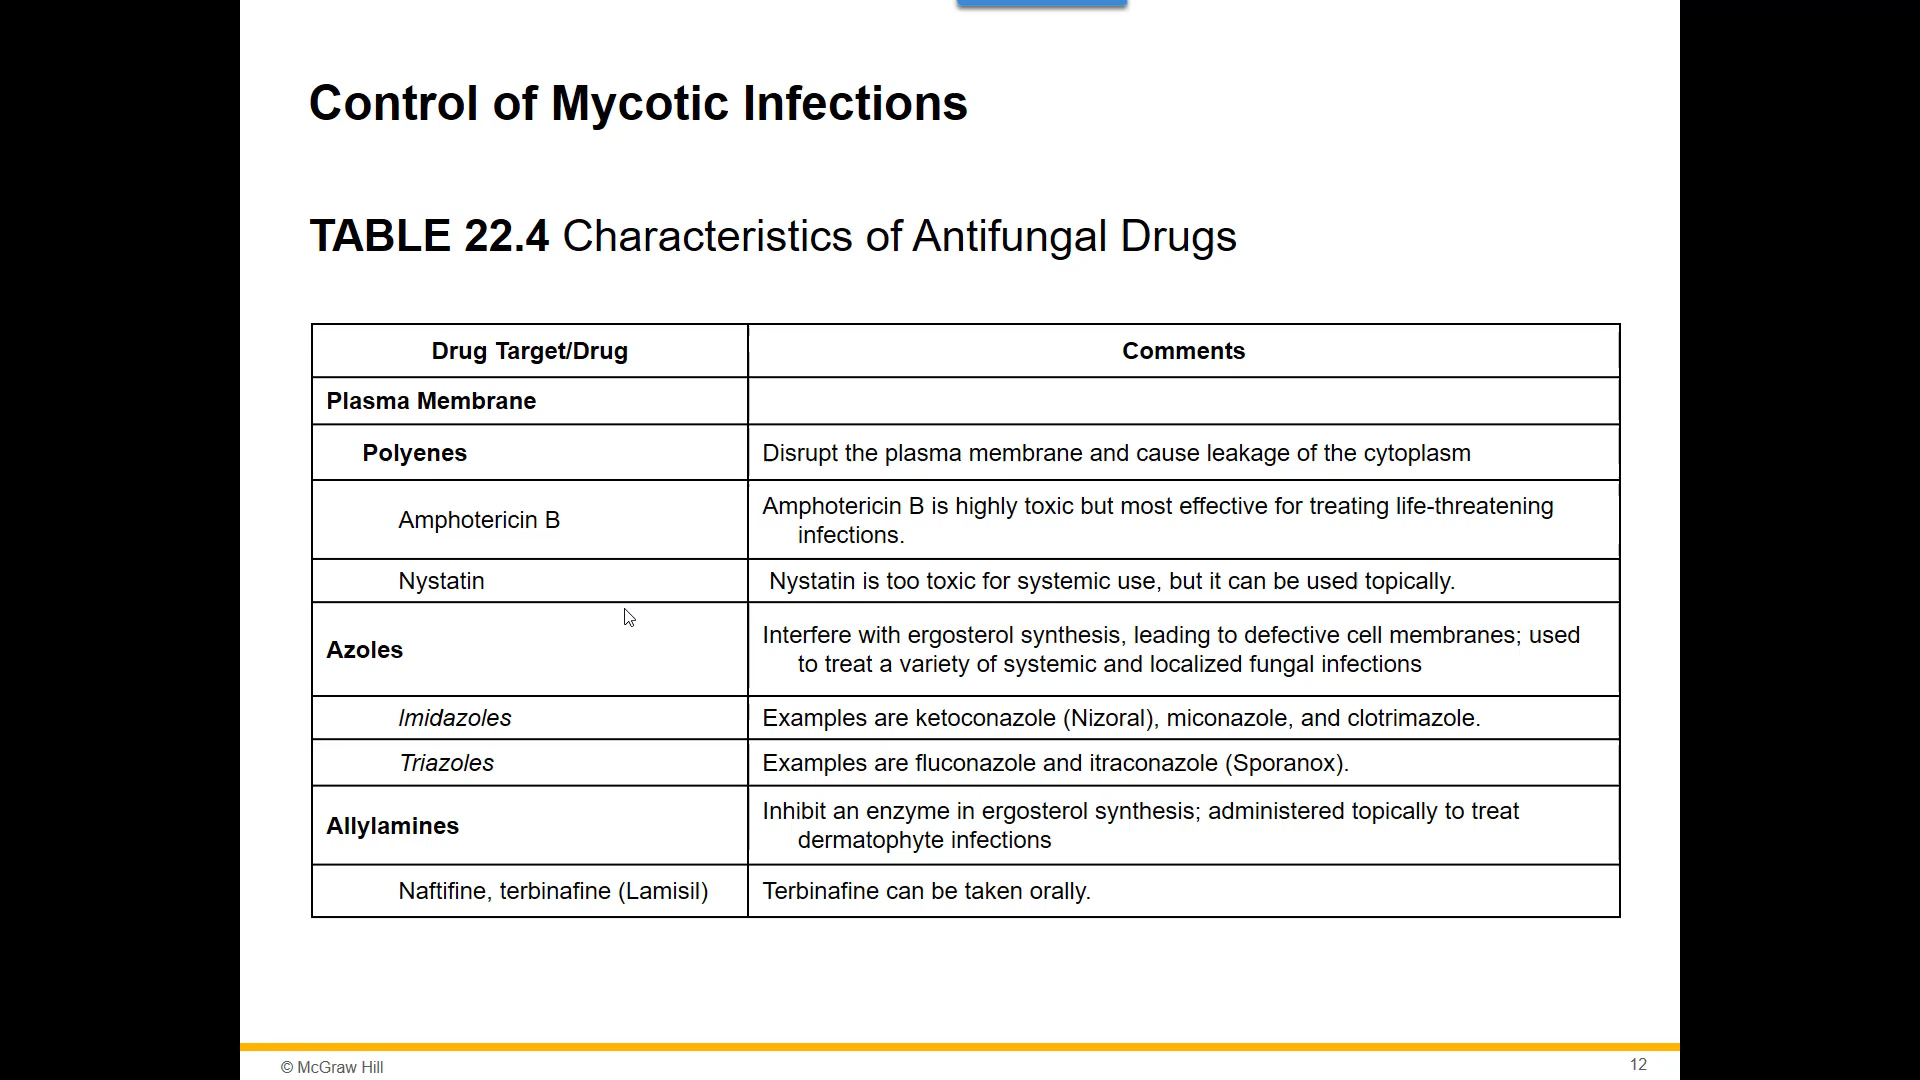 Control of Mycotic Infections
TABLE 22.4 Characteristics of Antifungal Drugs
Drug Target/Drug
Comments
Plasma Membrane
Polyenes
Disrupt the plasma membrane and cause leakage of the cytoplasm
Amphotericin B
Amphotericin B is highly toxic but most effective for treating life-threatening
infections.
Nystatin
Nystatin is too toxic for systemic use, but it can be used topically.
Azoles
Interfere with ergosterol synthesis, leading to defective cell membranes; used
to treat a variety of systemic and localized fungal infections
Imidazoles
Examples are ketoconazole (Nizoral), miconazole, and clotrimazole.
Triazoles
Examples are fluconazole and itraconazole (Sporanox).
Allylamines
Inhibit an enzyme in ergosterol synthesis; administered topically to treat
dermatophyte infections
Naftifine, terbinafine (Lamisil)
Terbinafine can be taken orally.
© McGraw Hill
12